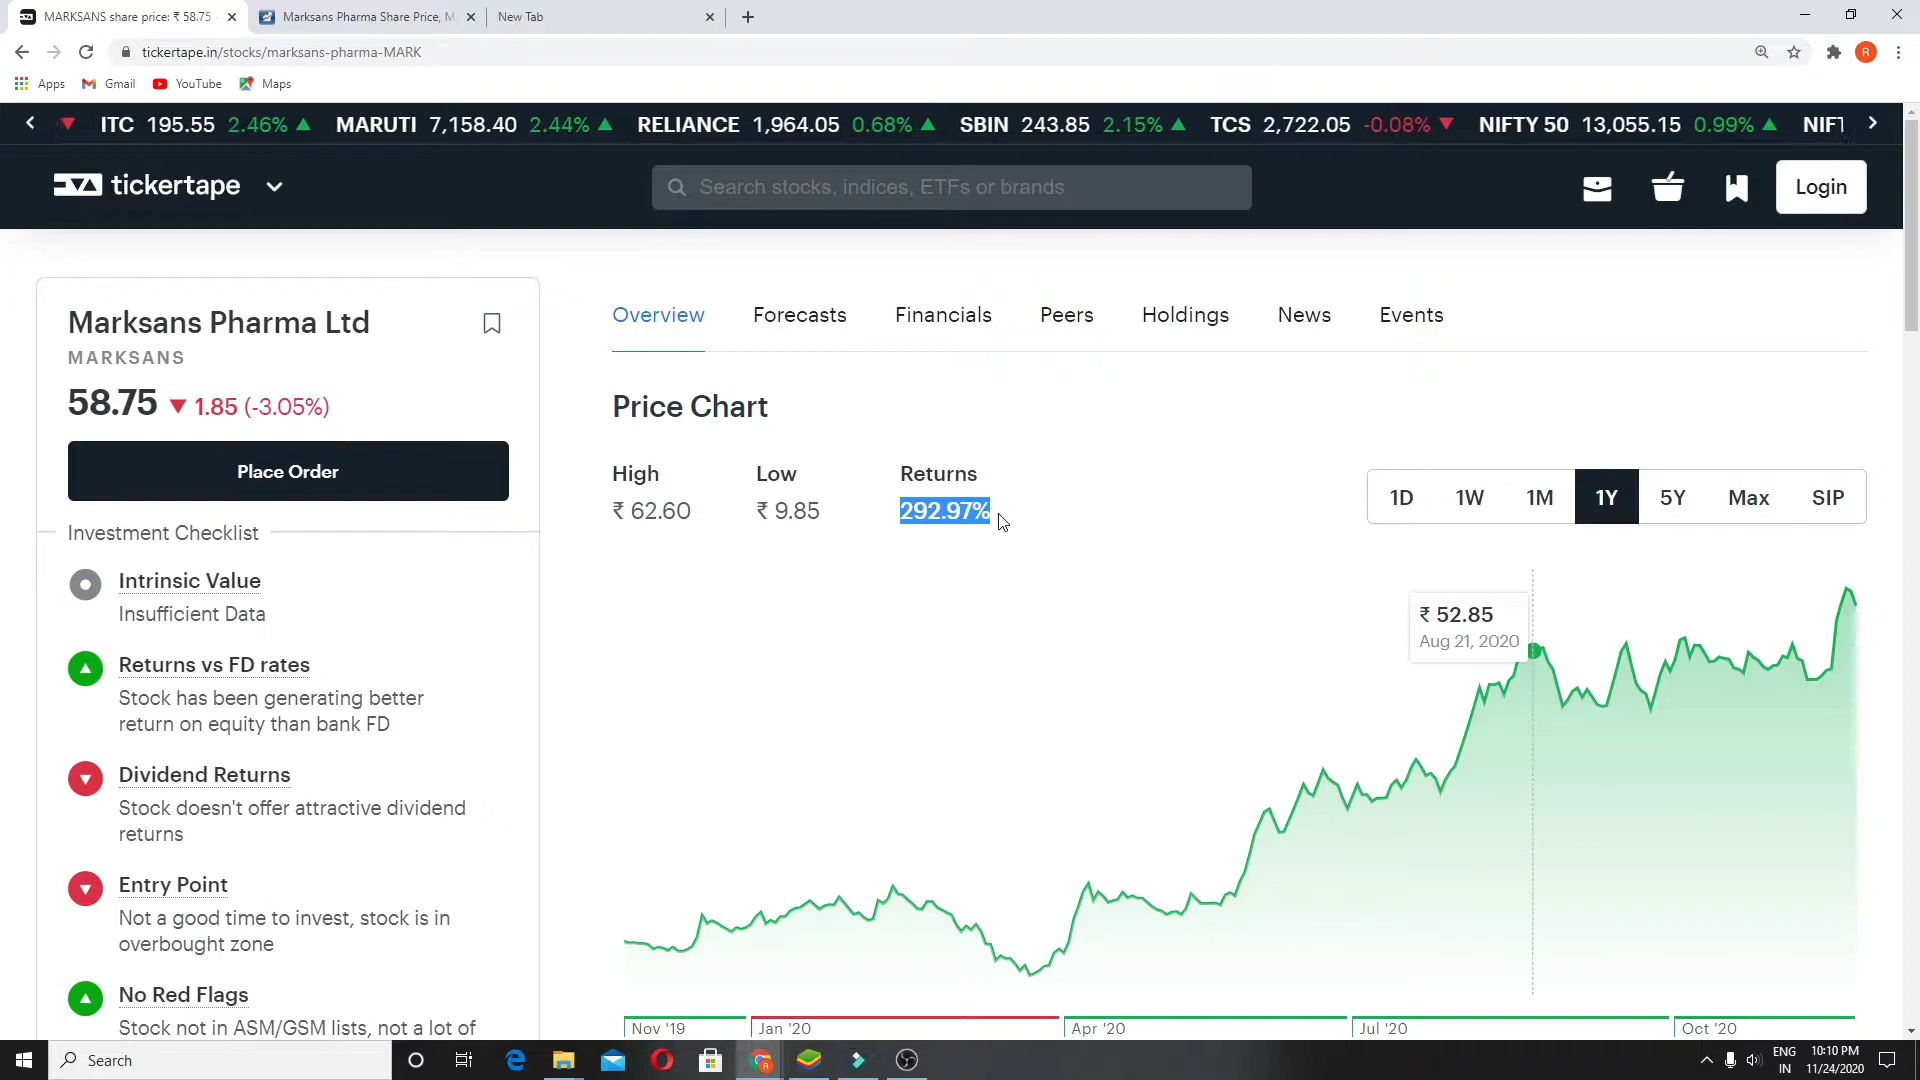 MARKSANS share price: ₹ 58.75
Marksans Pharma Share Price, M
New Tab
tickertape.in/stocks/marksans-pharma-MARK
R
Apps
Gmail
YouTube
Maps
ITC 195.55 2.46% MARUTI 7,158.40 2.44% RELIANCE 1,964.05 0.68% SBIN 243.85 2.15% TCS 2,722.05 -0.08% NIFTY 50 13,055.15 0.99% NIFT
tickertape
Search stocks, indices, ETFs or brands
Login
Marksans Pharma Ltd
MARKSANS
58.75 1.85 (-3.05%)
Place Order
Investment Checklist
Intrinsic Value
Insufficient Data
Returns vs FD rates
Stock has been generating better
return on equity than bank FD
Dividend Returns
Stock doesn't offer attractive dividend
returns
Entry Point
Not a good time to invest, stock is in
overbought zone
No Red Flags
Stock not in ASM/GSM lists, not a lot of
Overview Forecasts Financials Peers Holdings News Events
Price Chart
High Low Returns
₹ 62.60 ₹ 9.85 292.97%
1D 1W 1M 1Y 5Y Max SIP
₹ 52.85
Aug 21, 2020
Nov '19 Jan '20 Apr '20 Jul '20 Oct '20
Search
R
ENG
IN
10:10 PM
11/24/2020